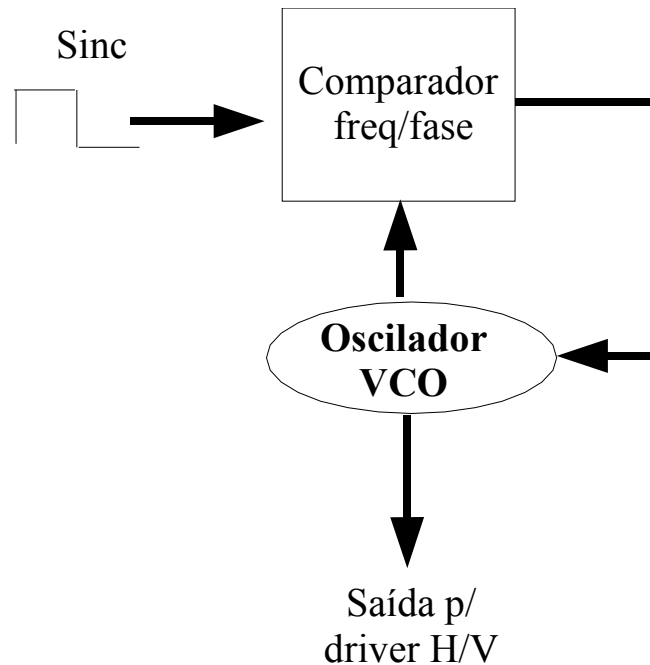 Sinc
Comparador
freq/fase
Oscilador
VCO
Saída p/
driver H/V